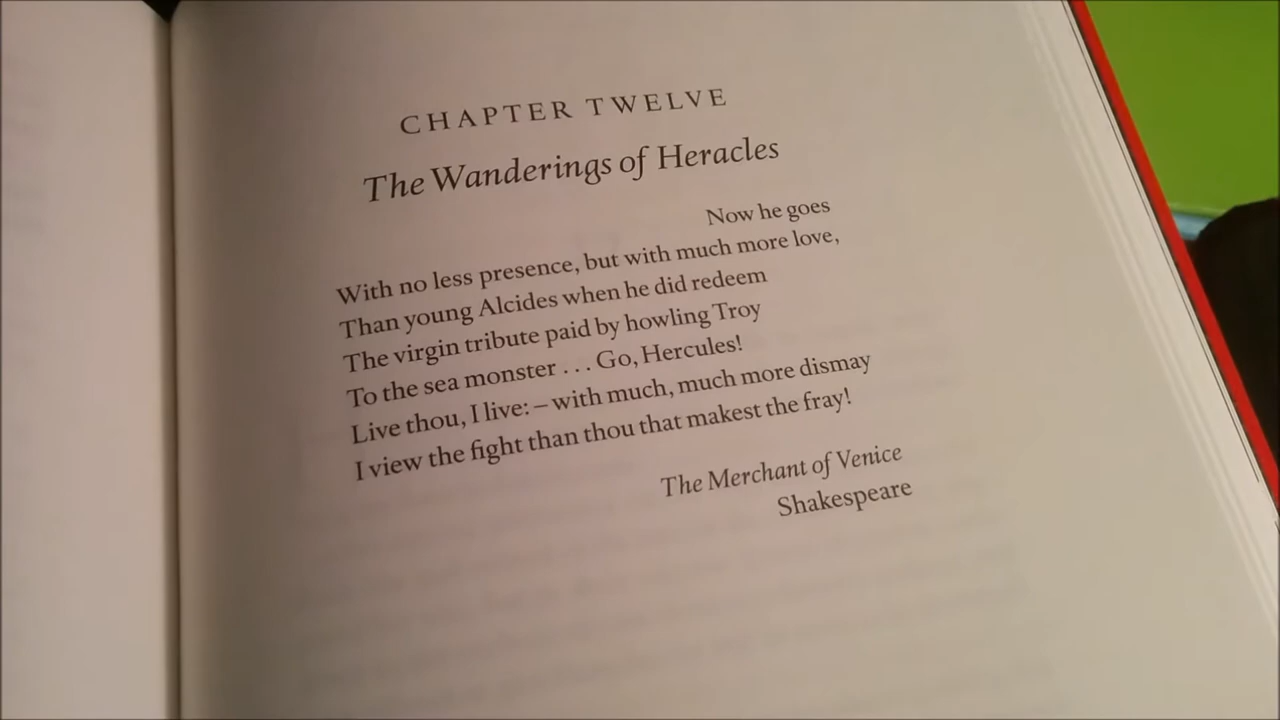 CHAPTER TWELVE
The Wanderings of Heracles
Now he goes
With no less presence, but with much more love,
Than young Alcides when he did redeem
The virgin tribute paid by howling Troy
To the sea monster . . . Go, Hercules!
Live thou, I live: – with much, much more dismay
I view the fight than thou that makest the fray!
The Merchant of Venice
Shakespeare